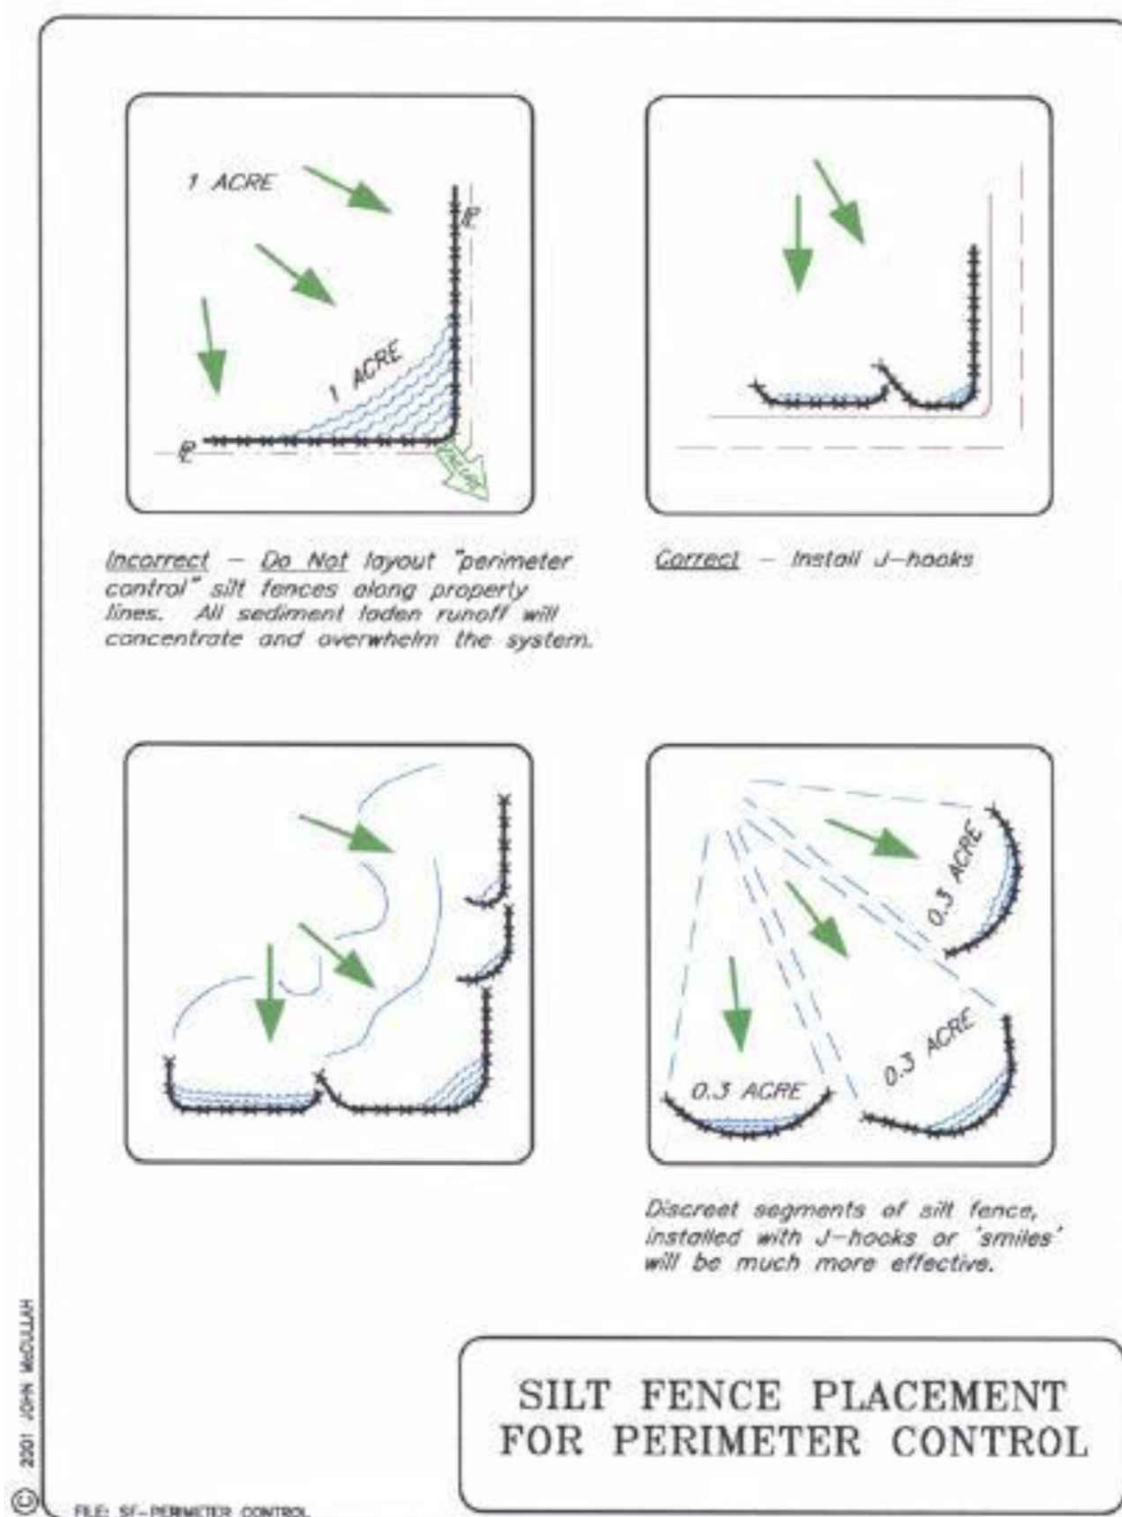 1 ACRE
PL
1 ACRE
PL
Incorrect – Do Not layout "perimeter
control" silt fences along property
lines. All sediment laden runoff will
concentrate and overwhelm the system.
Correct – Install J-hooks
0.3 ACRE
0.3 ACRE
0.3 ACRE
Discreet segments of silt fence,
installed with J-hooks or 'smiles'
will be much more effective.
SILT FENCE PLACEMENT
FOR PERIMETER CONTROL
© 2001 JOHN McCULLAH
FILE: SF-PERIMETER CONTROL